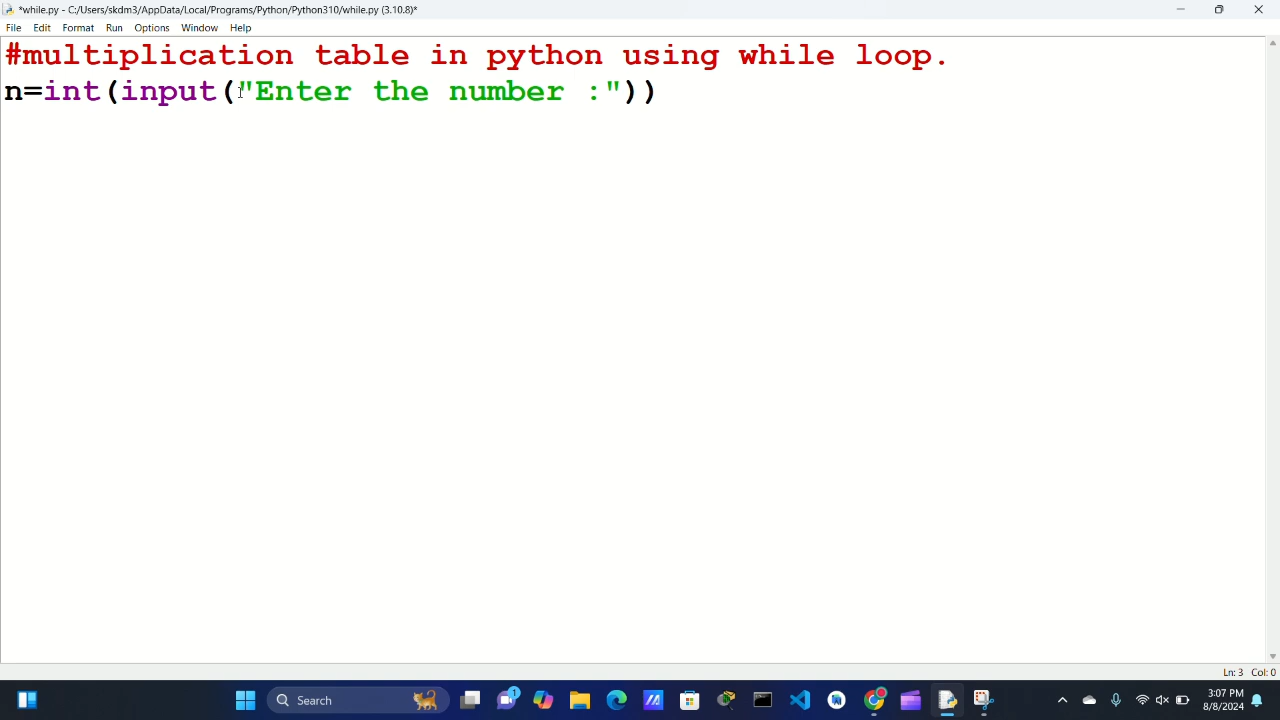 *while.py - C:/Users/skdm3/AppData/Local/Programs/Python/Python310/while.py (3.10.8)*
File Edit Format Run Options Window Help
#multiplication table in python using while loop.
n=int(input("Enter the number :"))
Ln: 3 Col: 0
1
Search
3:07 PM
8/8/2024